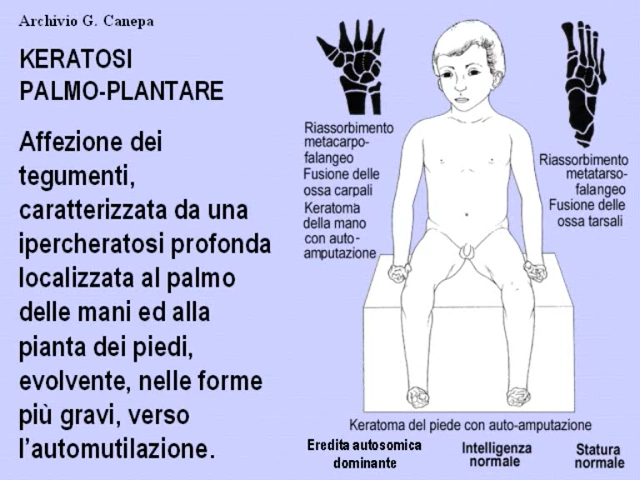 Archivio G. Canepa
KERATOSI
PALMO-PLANTARE
Affezione dei
tegumenti,
caratterizzata da una
ipercheratosi profonda
localizzata al palmo
delle mani ed alla
pianta dei piedi,
evolvente, nelle forme
più gravi, verso
l'automutilazione.
Riassorbimento
metacarpo-
falangeo
Fusione delle
ossa carpali
Keratoma
della mano
con auto-
amputazione
Riassorbimento
metatarso-
falangeo
Fusione delle
ossa tarsali
Keratoma del piede con auto-amputazione
Eredita autosomica
dominante
Intelligenza
normale
Statura
normale